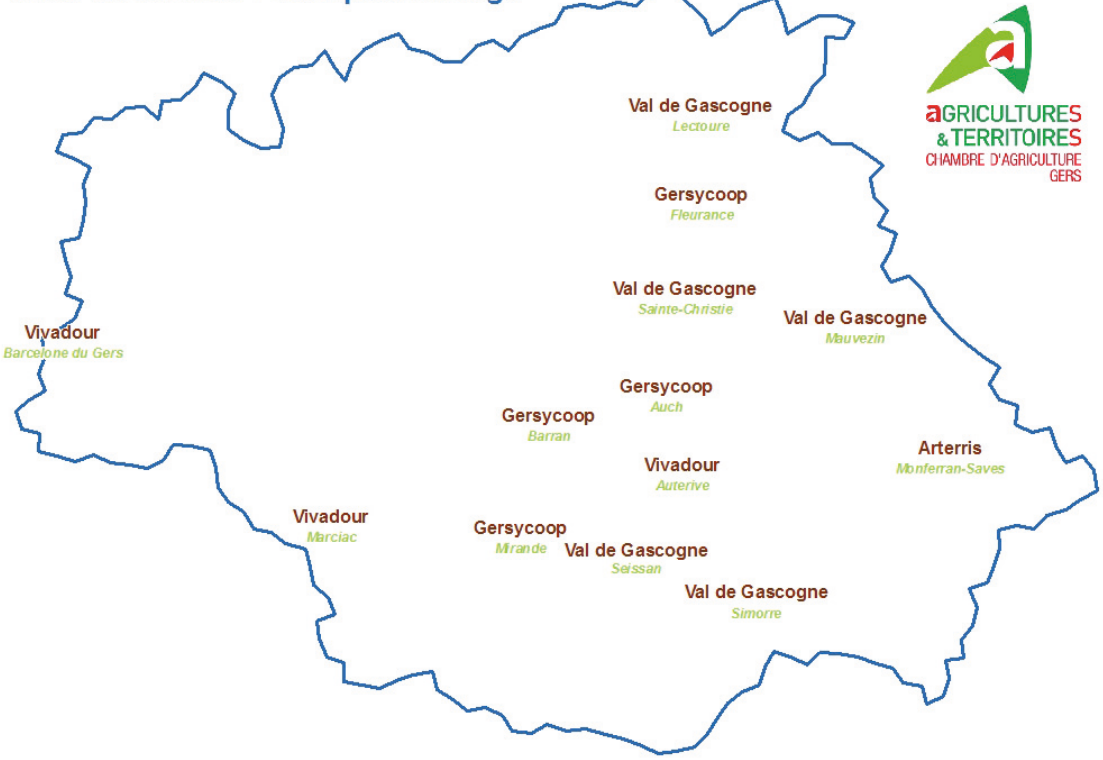 Val de Gascogne
Lectoure
aGRICULTURES
& TERRITOIRES
CHAMBRE D'AGRICULTURE
GERS
Gersycoop
Fleurance
Val de Gascogne
Sainte-Christie
Val de Gascogne
Mauvezin
Vivadour
Barcelone du Gers
Gersycoop
Auch
Gersycoop
Barran
Arterris
Monferran-Saves
Vivadour
Auterive
Vivadour
Marciac
Gersycoop
Mirande
Val de Gascogne
Seissan
Val de Gascogne
Simorre